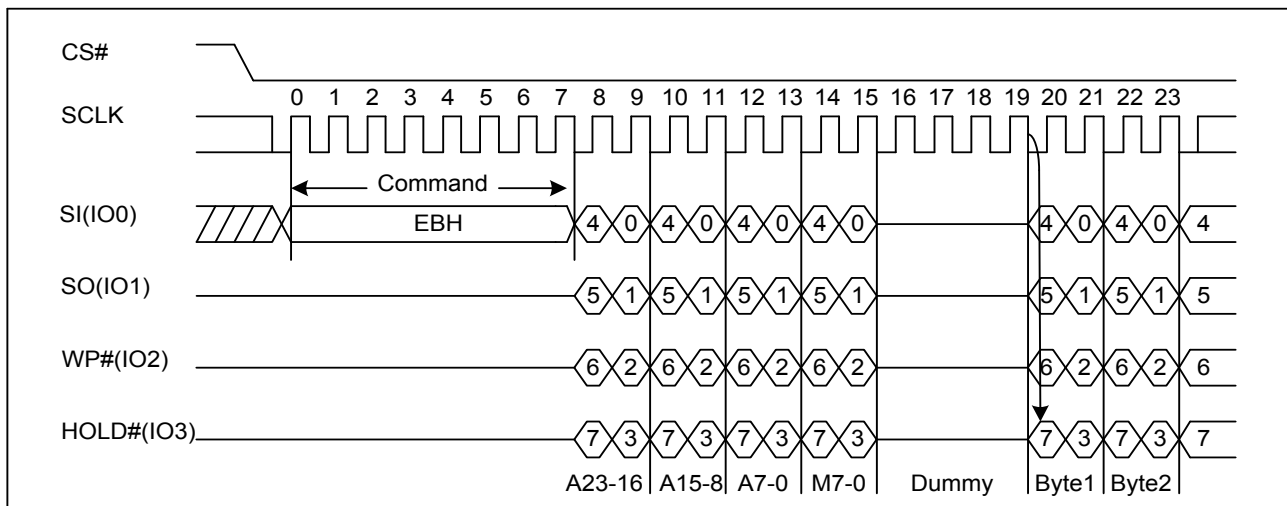 CS#
0 1 2 3 4 5 6 7 8 9 10 11 12 13 14 15 16 17 18 19 20 21 22 23
SCLK
Command
SI(IO0) EBH 4 0 4 0 4 0 4 0 4 0 4 0 4
SO(IO1) 5 1 5 1 5 1 5 1 5 1 5 1 5
WP#(IO2) 6 2 6 2 6 2 6 2 6 2 6 2 6
HOLD#(IO3) 7 3 7 3 7 3 7 3 7 3 7 3 7
A23-16 A15-8 A7-0 M7-0 Dummy Byte1 Byte2